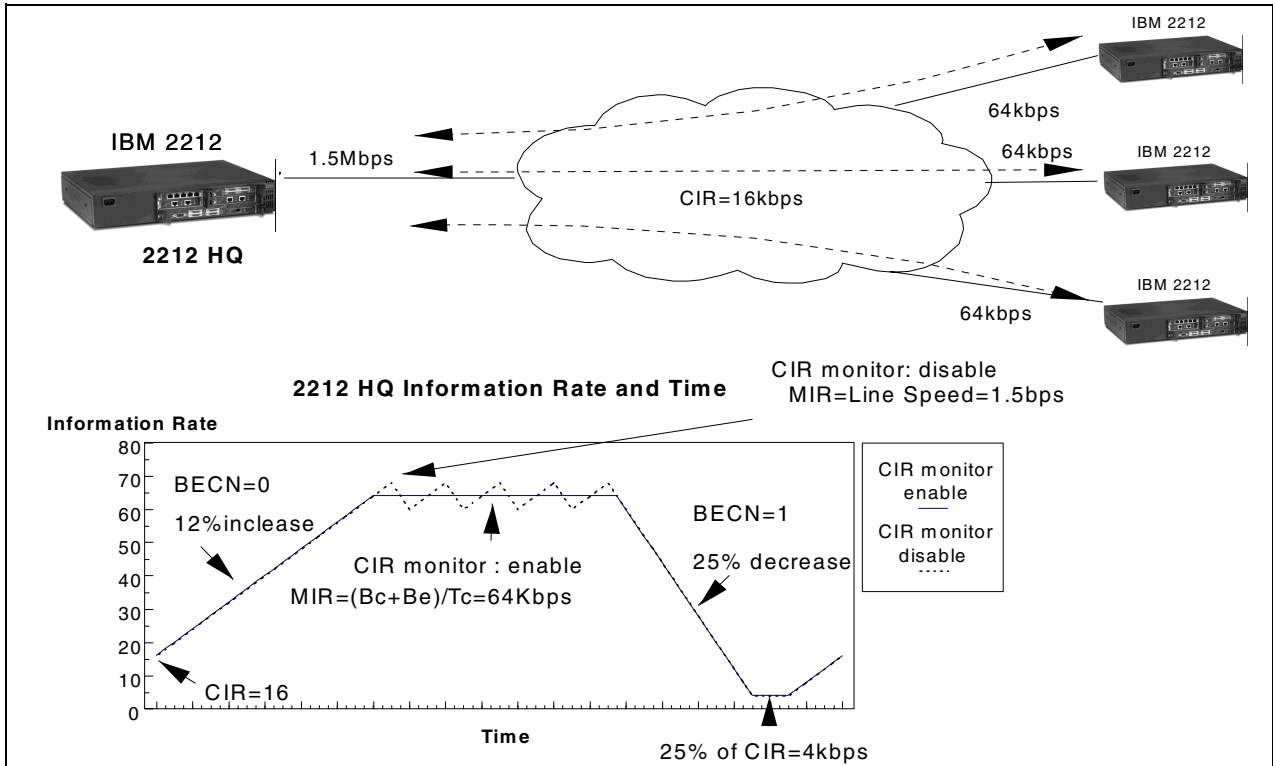 IBM 2212
64kbps
IBM 2212
1.5Mbps
64kbps
IBM 2212
CIR=16kbps
2212 HQ
IBM 2212
64kbps
CIR monitor: disable
MIR=Line Speed=1.5bps
2212 HQ Information Rate and Time
Information Rate
80
70
60
50
40
30
20
10
0
BECN=0
12%inclease
CIR monitor : enable
MIR=(Bc+Be)/Tc=64Kbps
BECN=1
25% decrease
CIR=16
Time
25% of CIR=4kbps
CIR monitor
enable
CIR monitor
disable
IBM 2212